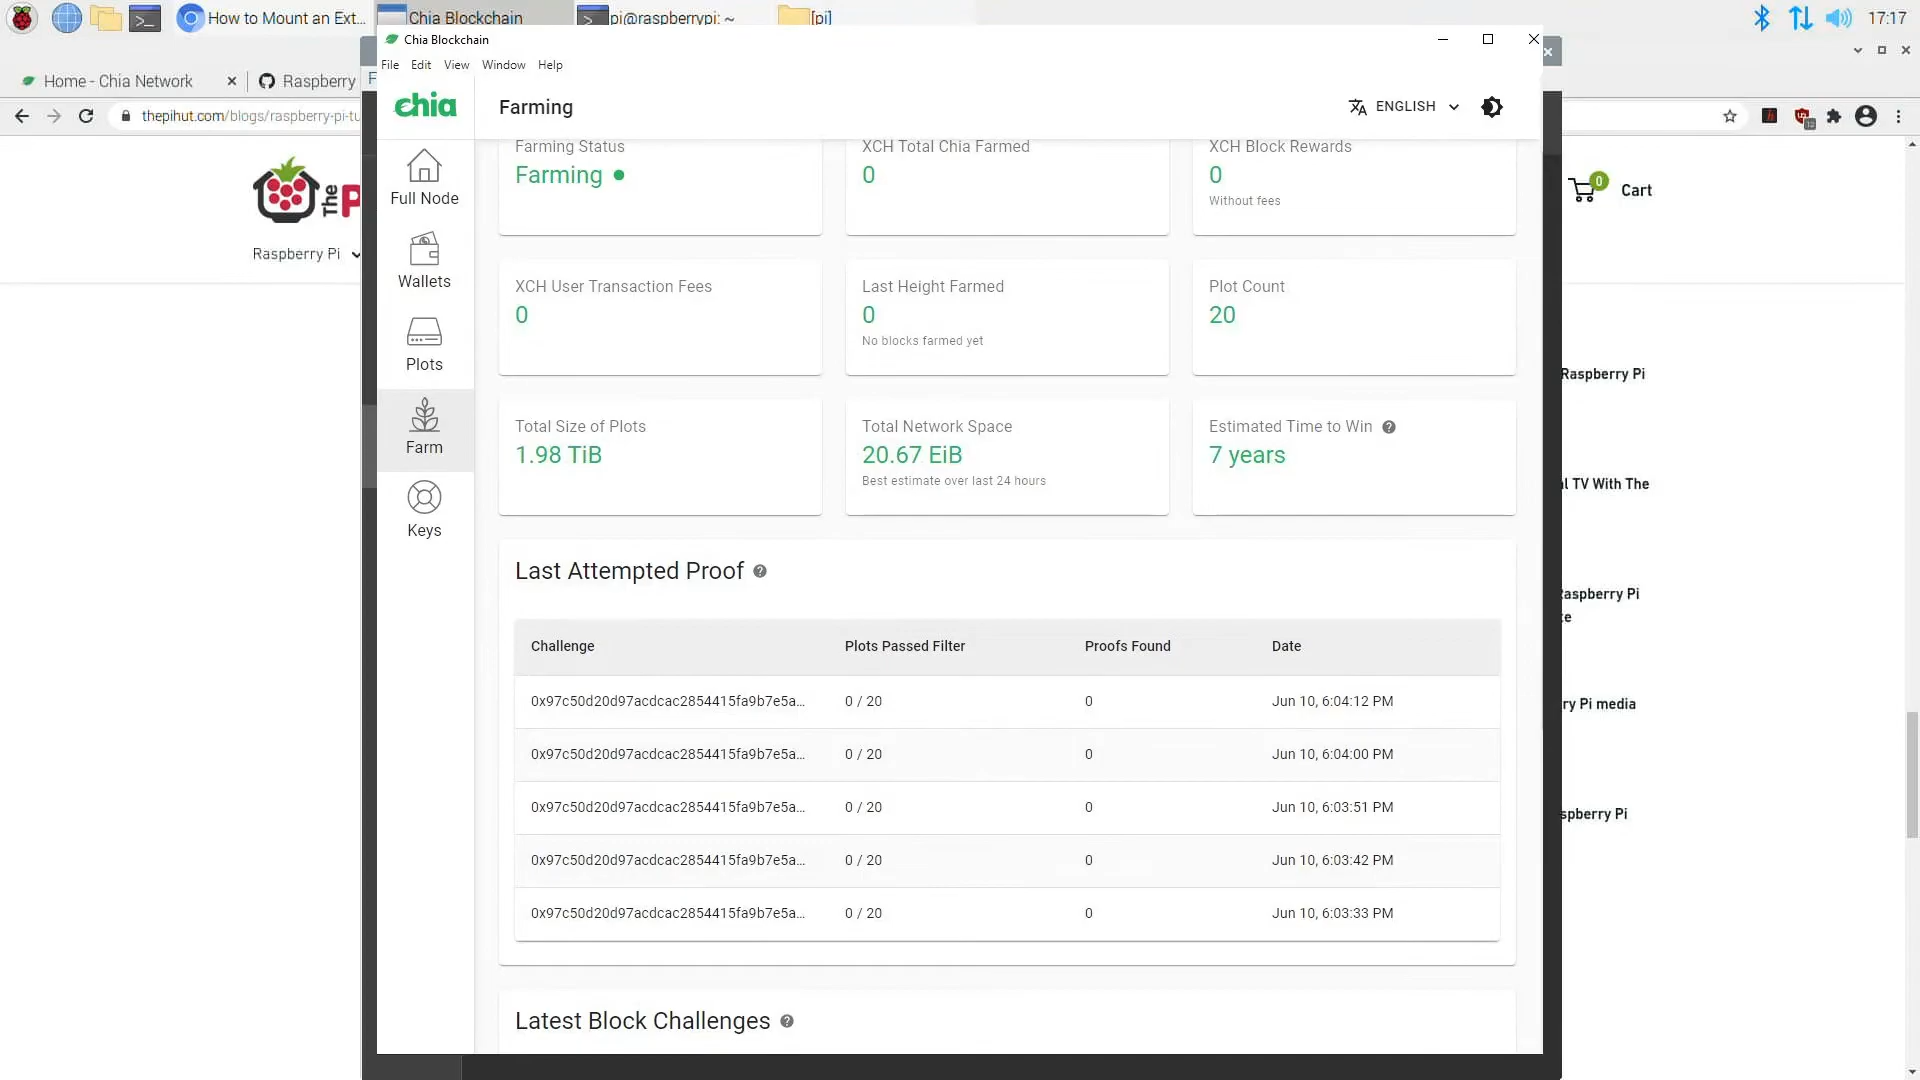 How to Mount an Ext...
Chia Blockchain
pi@raspberrypi: ~
[pi]
17:17
Chia Blockchain
File Edit View Window Help
Home - Chia Network
Raspberry
thepihut.com/blogs/raspberry-pi-tu
chia
Farming
ENGLISH
The P
Raspberry Pi
0
Cart
Full Node
Wallets
Plots
Farm
Keys
Farming Status
Farming
XCH Total Chia Farmed
0
XCH Block Rewards
0
Without fees
XCH User Transaction Fees
0
Last Height Farmed
0
No blocks farmed yet
Plot Count
20
Total Size of Plots
1.98 TiB
Total Network Space
20.67 EiB
Best estimate over last 24 hours
Estimated Time to Win
7 years
Last Attempted Proof
Challenge Plots Passed Filter Proofs Found Date
0x97c50d20d97acdcac2854415fa9b7e5a... 0 / 20 0 Jun 10, 6:04:12 PM
0x97c50d20d97acdcac2854415fa9b7e5a... 0 / 20 0 Jun 10, 6:04:00 PM
0x97c50d20d97acdcac2854415fa9b7e5a... 0 / 20 0 Jun 10, 6:03:51 PM
0x97c50d20d97acdcac2854415fa9b7e5a... 0 / 20 0 Jun 10, 6:03:42 PM
0x97c50d20d97acdcac2854415fa9b7e5a... 0 / 20 0 Jun 10, 6:03:33 PM
Latest Block Challenges
Raspberry Pi
l TV With The
Raspberry Pi
te
ry Pi media
spberry Pi